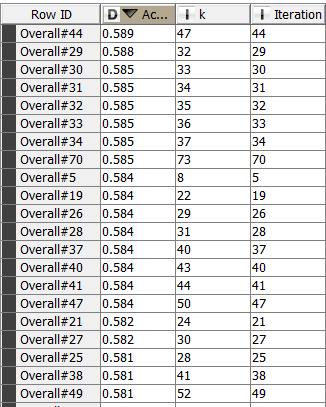 Row ID D Ac... I k I Iteration
Overall#44 0.589 47 44
Overall#29 0.588 32 29
Overall#30 0.585 33 30
Overall#31 0.585 34 31
Overall#32 0.585 35 32
Overall#33 0.585 36 33
Overall#34 0.585 37 34
Overall#70 0.585 73 70
Overall#5 0.584 8 5
Overall#19 0.584 22 19
Overall#26 0.584 29 26
Overall#28 0.584 31 28
Overall#37 0.584 40 37
Overall#40 0.584 43 40
Overall#41 0.584 44 41
Overall#47 0.584 50 47
Overall#21 0.582 24 21
Overall#27 0.582 30 27
Overall#25 0.581 28 25
Overall#38 0.581 41 38
Overall#49 0.581 52 49